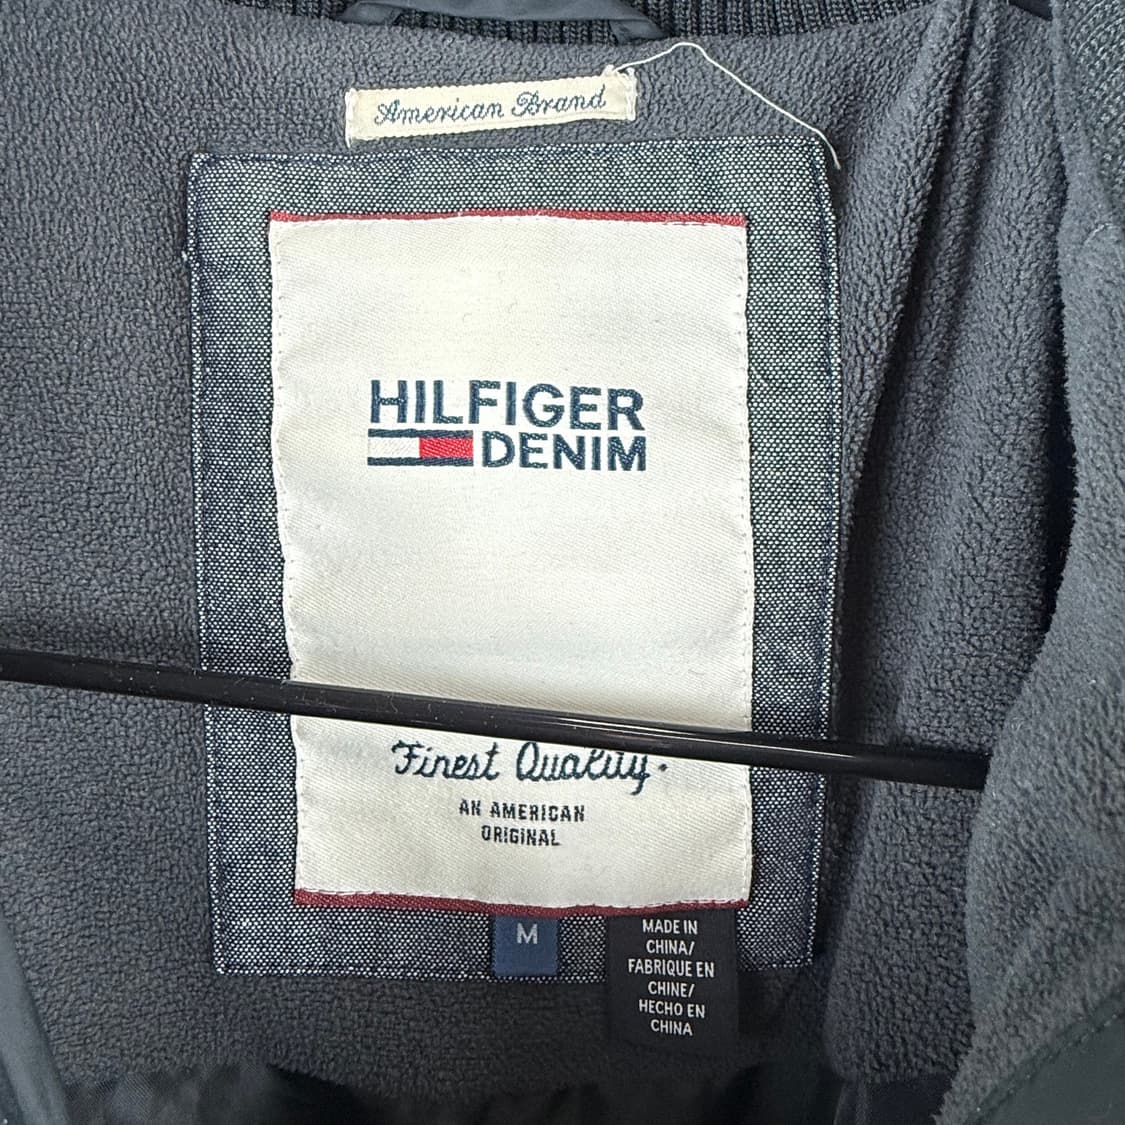 American Brand
HILFIGER
DENIM
Finest Quality.
AN AMERICAN
ORIGINAL
M
MADE IN
CHINA/
FABRIQUE EN
CHINE/
HECHO EN
CHINA